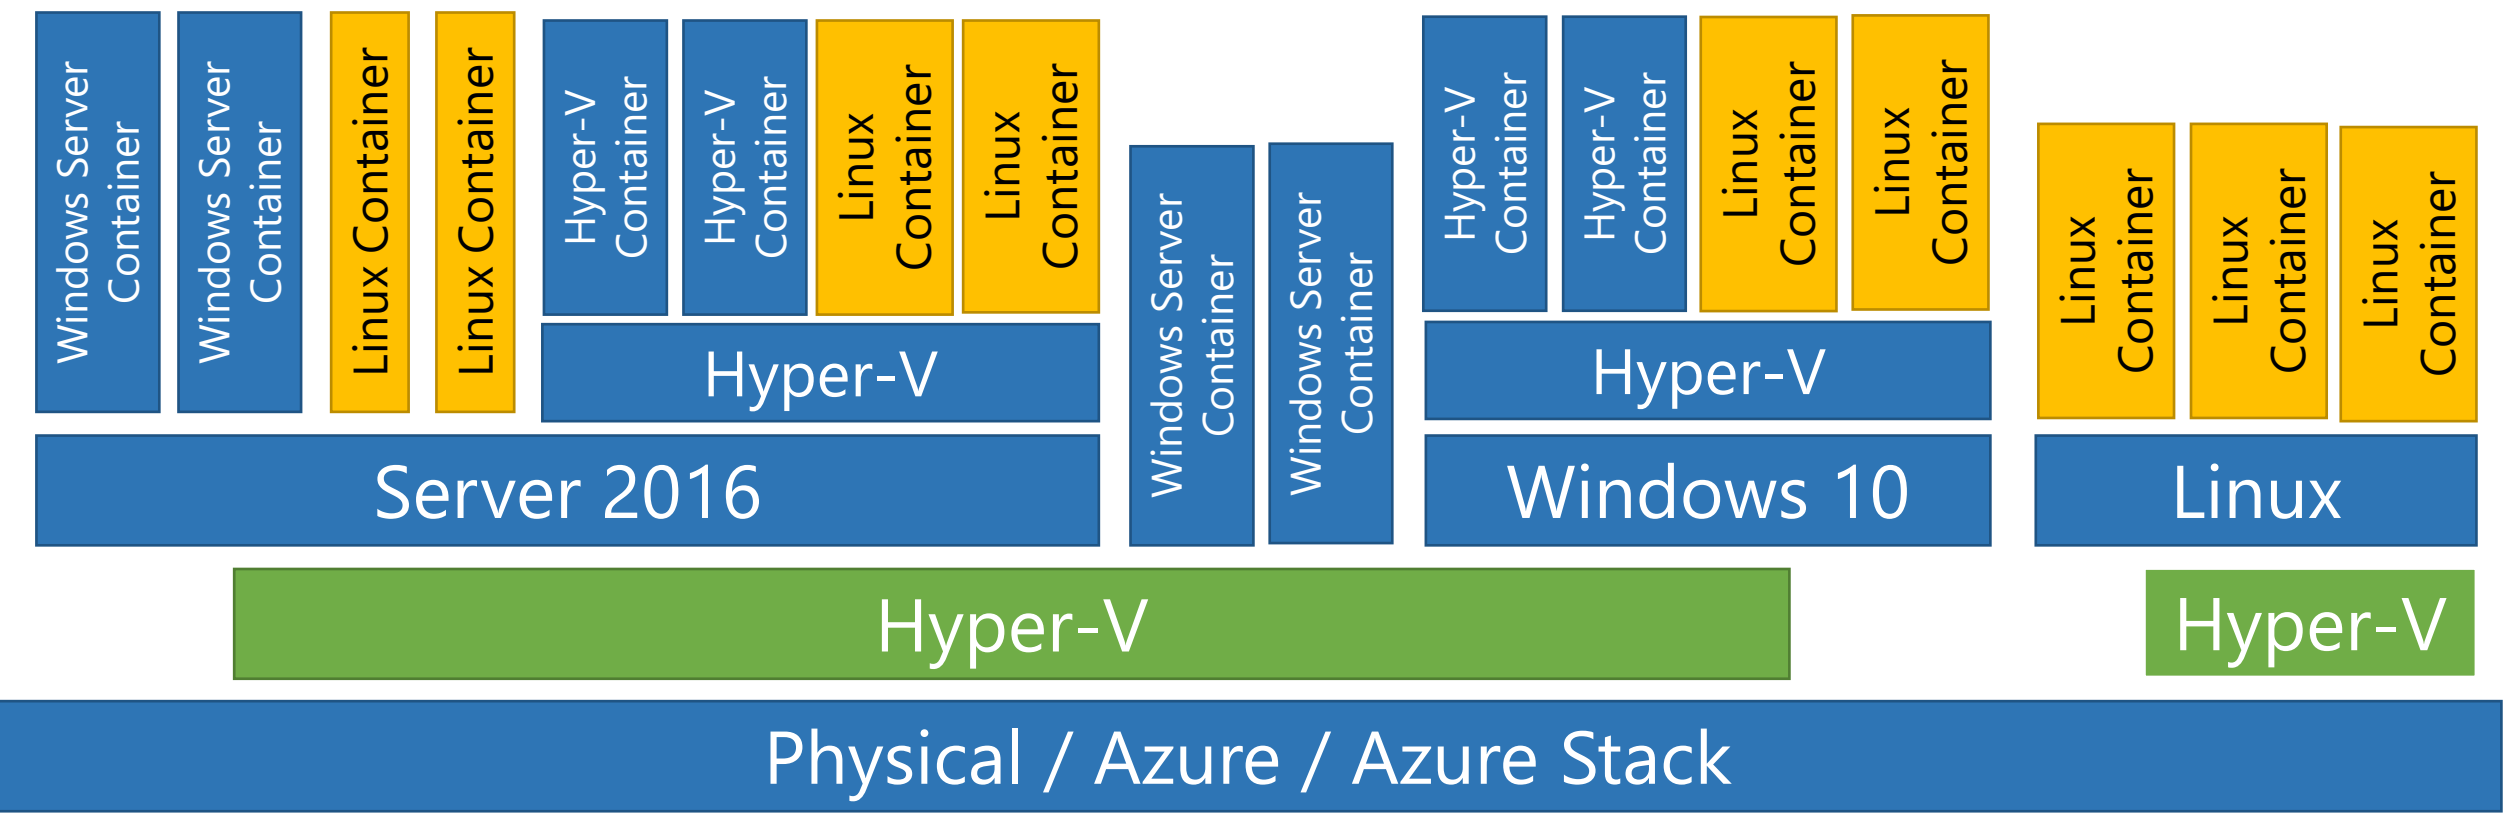 Windows Server
Container
Windows Server
Container
Linux Container
Linux Container
Hyper-V
Container
Hyper-V
Container
Linux
Container
Linux
Container
Windows Server
Container
Windows Server
Container
Hyper-V
Container
Hyper-V
Container
Linux
Container
Linux
Container
Linux
Container
Linux
Container
Linux
Container
Hyper-V
Hyper-V
Server 2016
Windows 10
Linux
Hyper-V
Hyper-V
Physical / Azure / Azure Stack